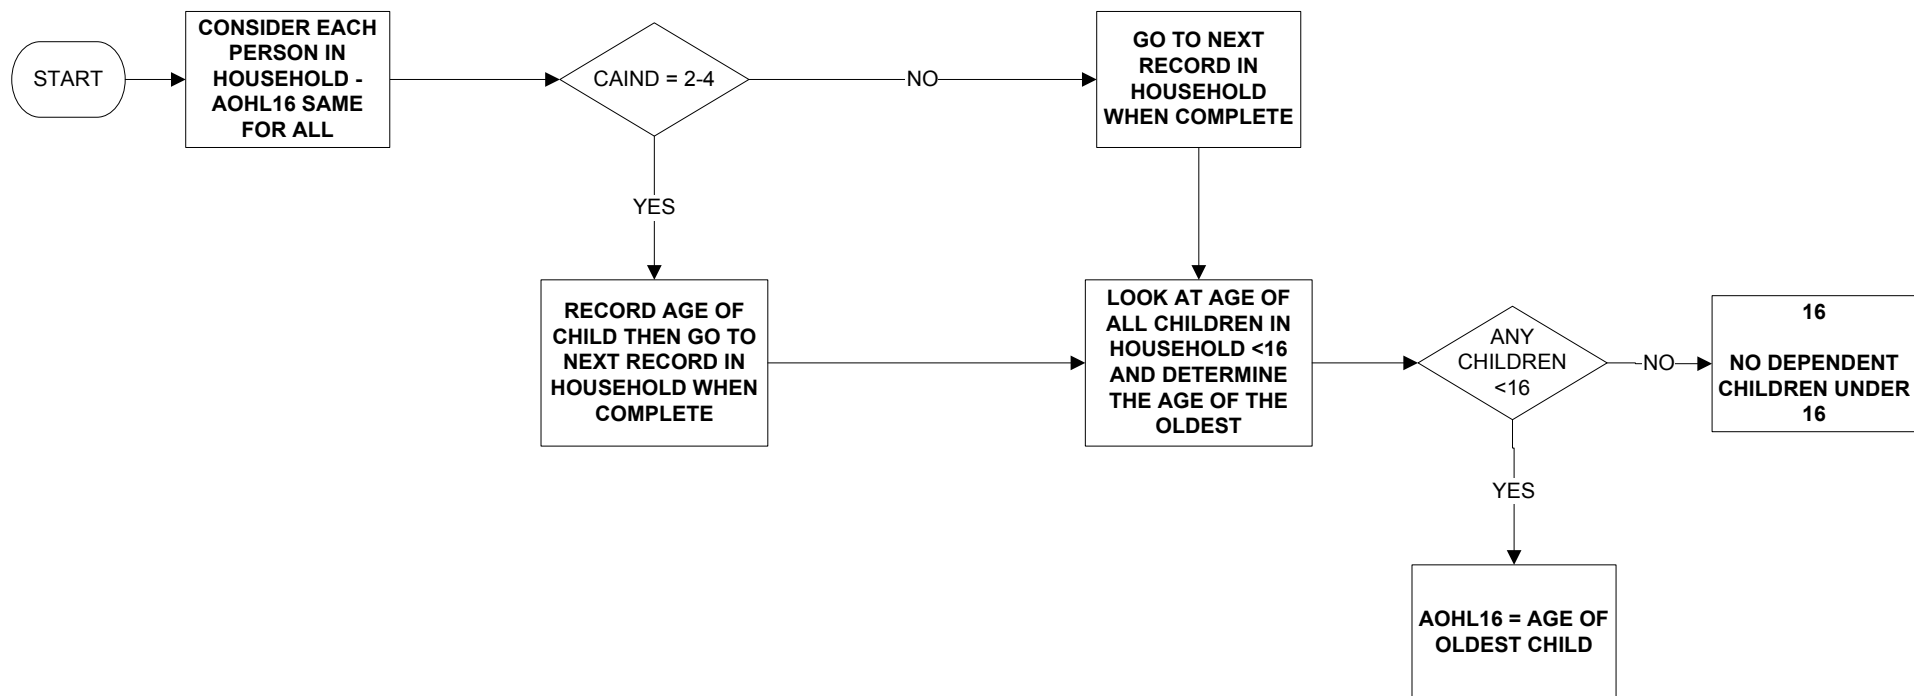 START
CONSIDER EACH
PERSON IN
HOUSEHOLD -
AOHL16 SAME
FOR ALL
CAIND = 2-4
NO
GO TO NEXT
RECORD IN
HOUSEHOLD
WHEN COMPLETE
YES
RECORD AGE OF
CHILD THEN GO TO
NEXT RECORD IN
HOUSEHOLD WHEN
COMPLETE
LOOK AT AGE OF
ALL CHILDREN IN
HOUSEHOLD <16
AND DETERMINE
THE AGE OF THE
OLDEST
ANY
CHILDREN
<16
NO
16
NO DEPENDENT
CHILDREN UNDER
16
YES
AOHL16 = AGE OF
OLDEST CHILD